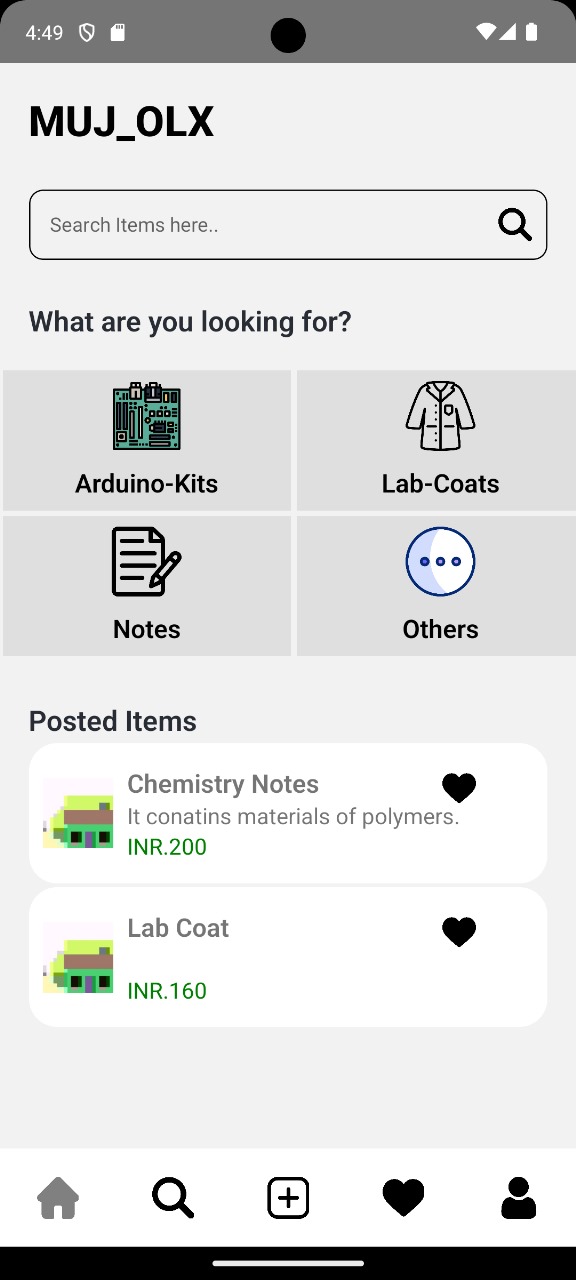 4:49
MUJ_OLX
Search Items here..
What are you looking for?
Arduino-Kits
Lab-Coats
Notes
Others
Posted Items
Chemistry Notes
It conatins materials of polymers.
INR.200
Lab Coat
INR.160